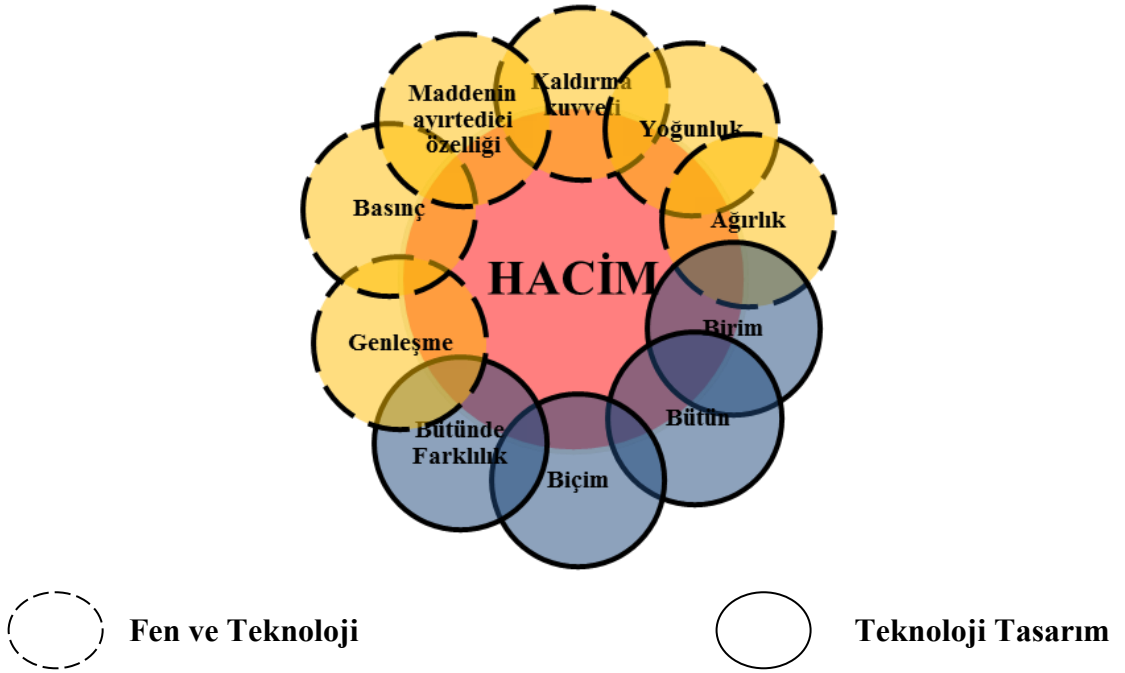 Kaldırma
kuvveti
Maddenin
ayırtedici
özelliği
Yoğunluk
Basınç
Ağırlık
HACİM
Birim
Genleşme
Bütün
Bütünde
Farklılık
Biçim
Fen ve Teknoloji
Teknoloji Tasarım